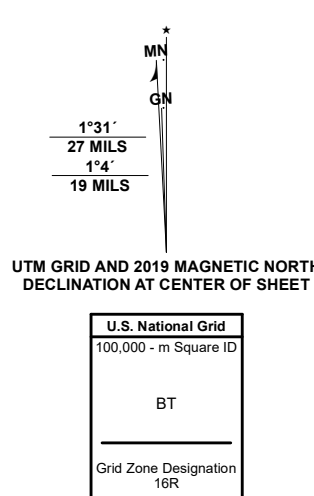 MN
GN
1°31´
27 MILS
1°4´
19 MILS
UTM GRID AND 2019 MAGNETIC NORTH
DECLINATION AT CENTER OF SHEET
U.S. National Grid
100,000 - m Square ID
BT
Grid Zone Designation
16R